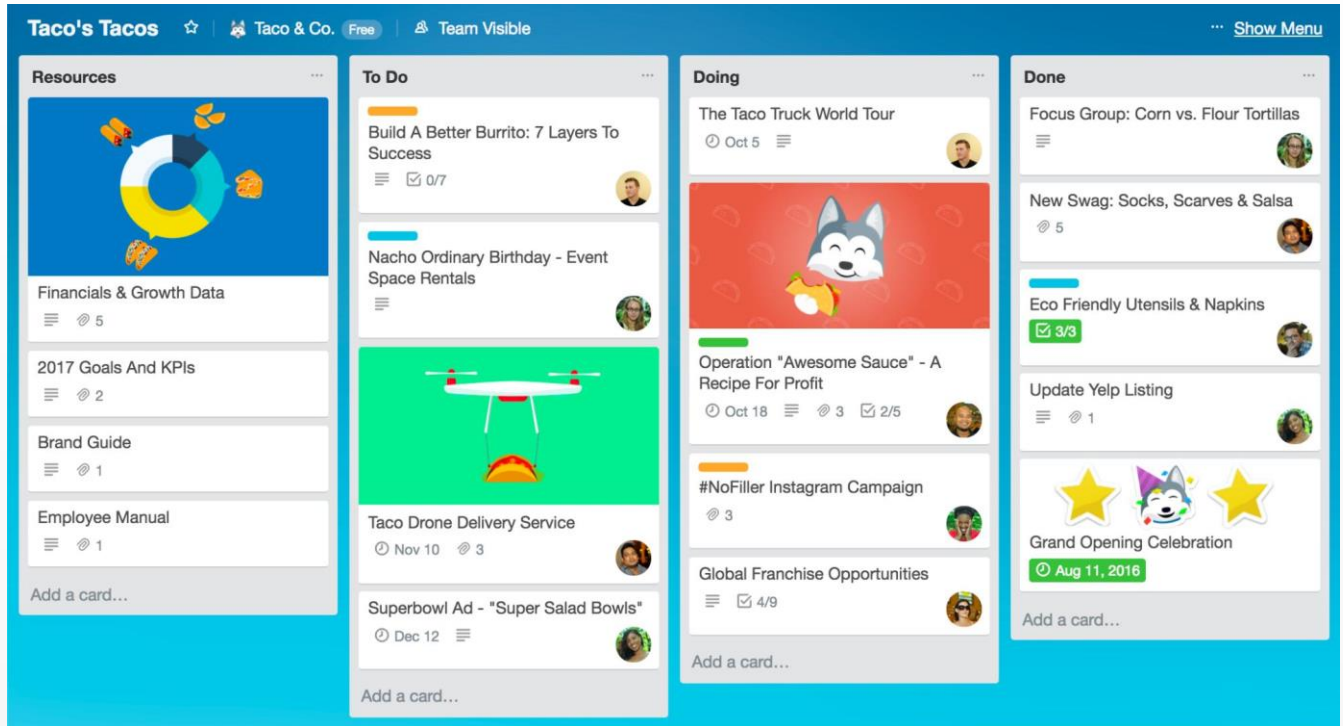 Taco's Tacos
Taco & Co. Free
Team Visible
··· Show Menu
Resources ···
Financials & Growth Data
5
2017 Goals And KPIs
2
Brand Guide
1
Employee Manual
1
Add a card...
To Do ···
Build A Better Burrito: 7 Layers To
Success
0/7
Nacho Ordinary Birthday - Event
Space Rentals
Taco Drone Delivery Service
Nov 10 3
Superbowl Ad - "Super Salad Bowls"
Dec 12
Add a card...
Doing ···
The Taco Truck World Tour
Oct 5
Operation "Awesome Sauce" - A
Recipe For Profit
Oct 18 3 2/5
#NoFiller Instagram Campaign
3
Global Franchise Opportunities
4/9
Add a card...
Done ···
Focus Group: Corn vs. Flour Tortillas
New Swag: Socks, Scarves & Salsa
5
Eco Friendly Utensils & Napkins
3/3
Update Yelp Listing
1
Grand Opening Celebration
Aug 11, 2016
Add a card...